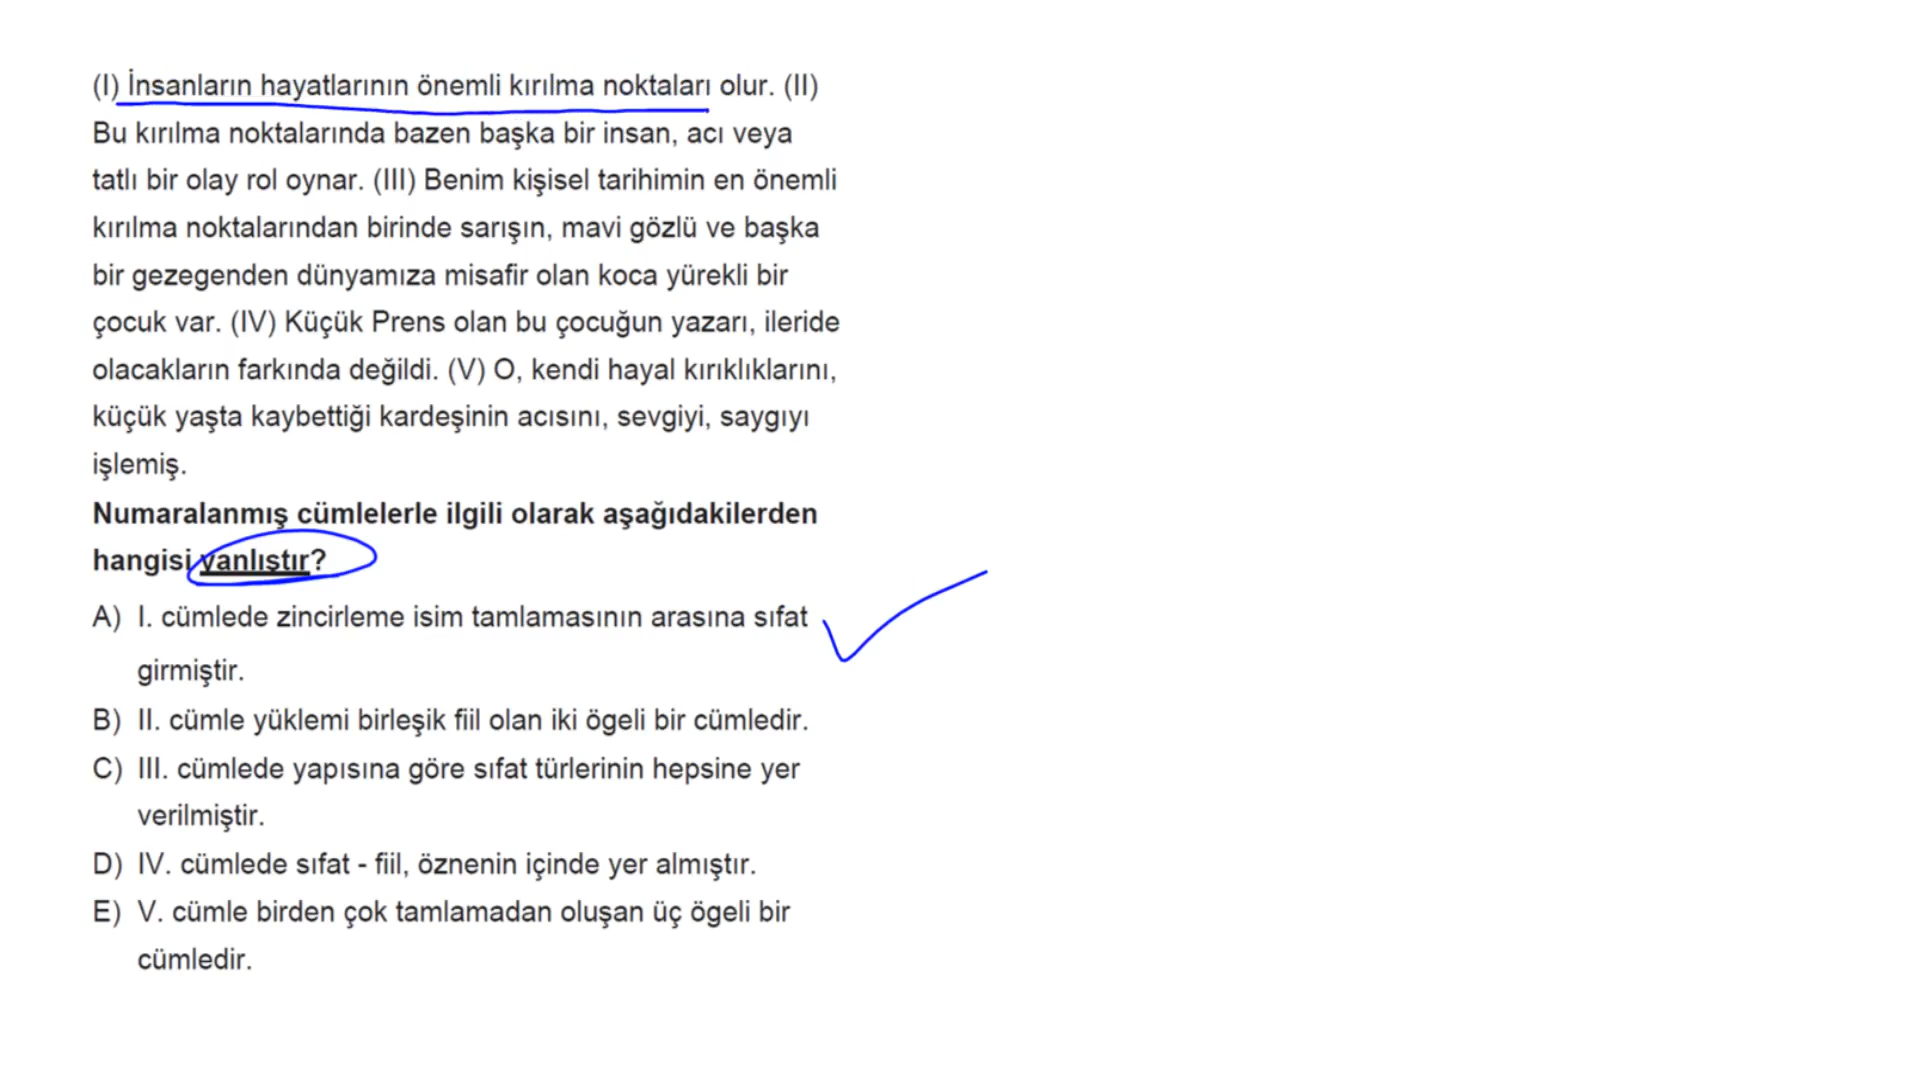 (I) İnsanların hayatlarının önemli kırılma noktaları olur. (II)
Bu kırılma noktalarında bazen başka bir insan, acı veya
tatlı bir olay rol oynar. (III) Benim kişisel tarihimin en önemli
kırılma noktalarından birinde sarışın, mavi gözlü ve başka
bir gezegenden dünyamıza misafir olan koca yürekli bir
çocuk var. (IV) Küçük Prens olan bu çocuğun yazarı, ileride
olacakların farkında değildi. (V) O, kendi hayal kırıklıklarını,
küçük yaşta kaybettiği kardeşinin acısını, sevgiyi, saygıyı
işlemiş.
Numaralanmış cümlelerle ilgili olarak aşağıdakilerden
hangisi yanlıştır?
A) I. cümlede zincirleme isim tamlamasının arasına sıfat
girmiştir.
B) II. cümle yüklemi birleşik fiil olan iki ögeli bir cümledir.
C) III. cümlede yapısına göre sıfat türlerinin hepsine yer
verilmiştir.
D) IV. cümlede sıfat - fiil, öznenin içinde yer almıştır.
E) V. cümle birden çok tamlamadan oluşan üç ögeli bir
cümledir.